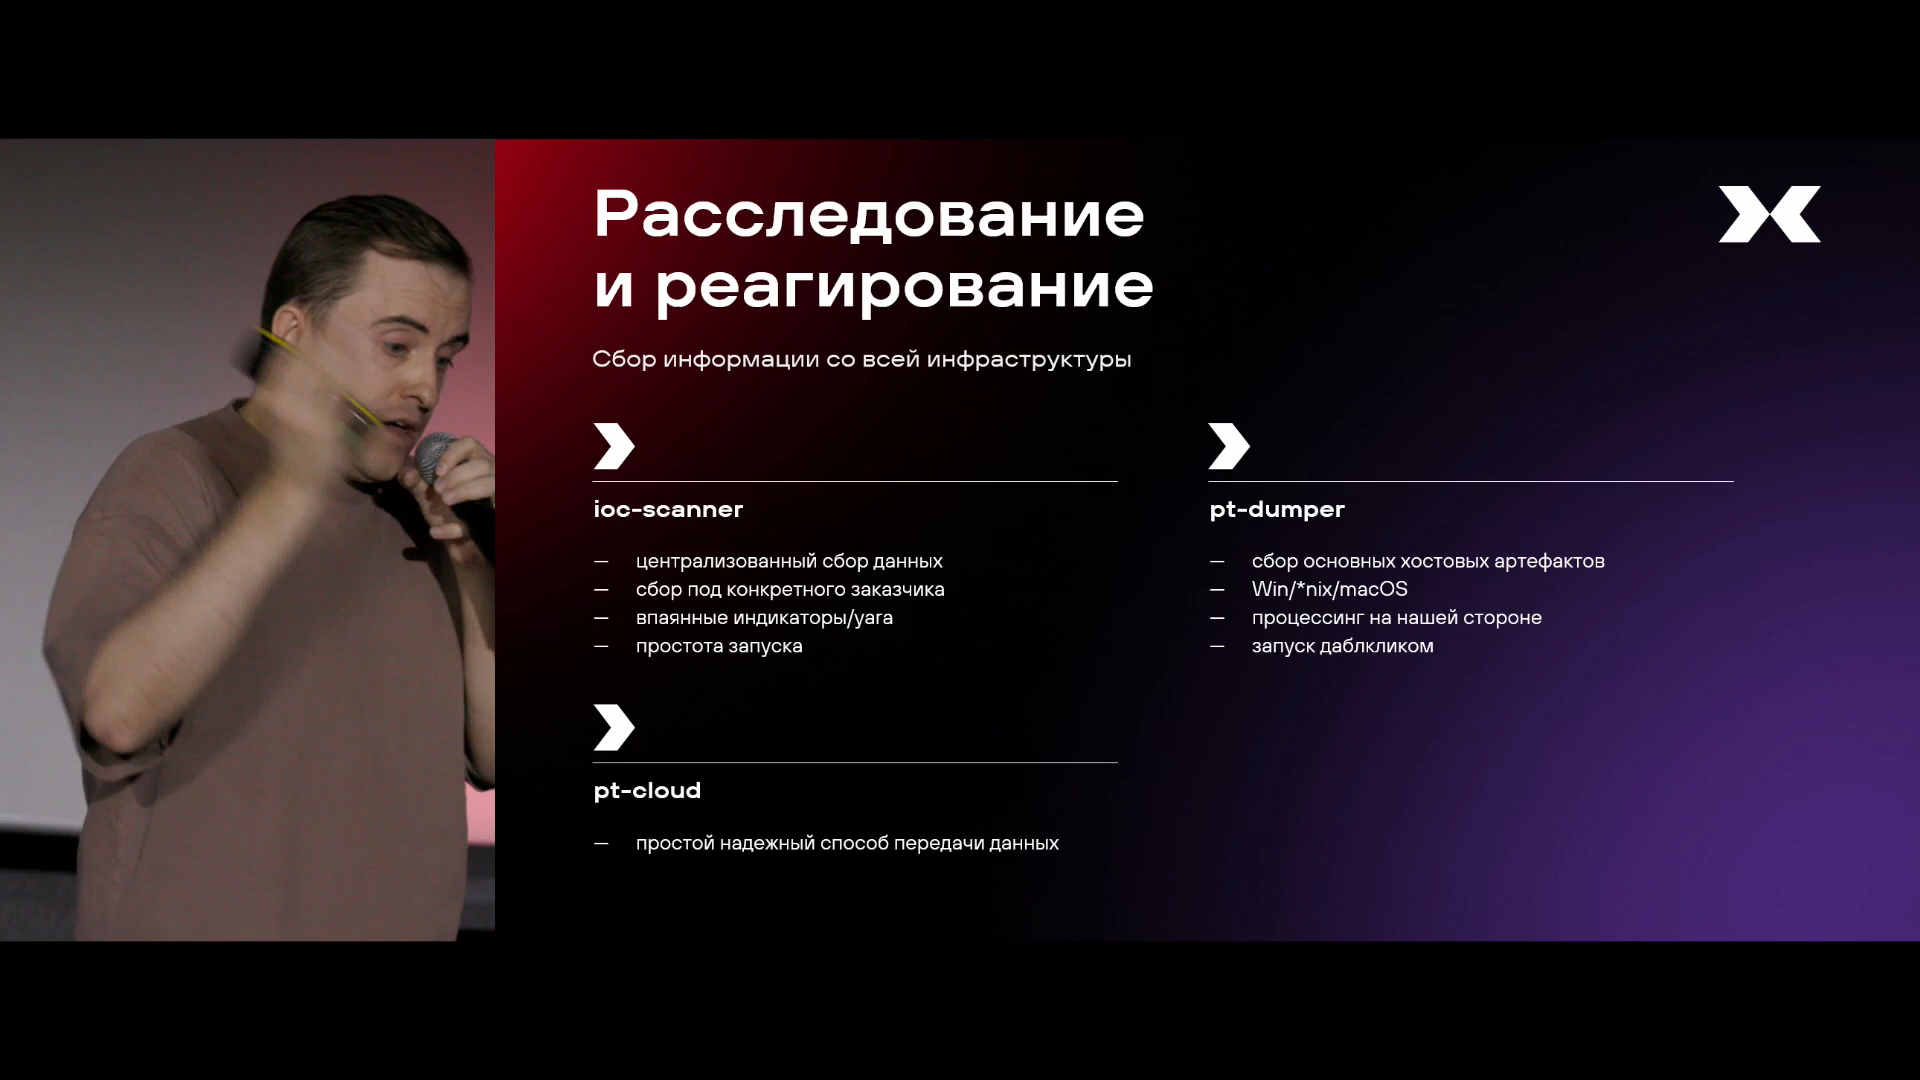 Расследование
и реагирование
Сбор информации со всей инфраструктуры
ioc-scanner
— централизованный сбор данных
— сбор под конкретного заказчика
— впаянные индикаторы/yara
— простота запуска
pt-dumper
— сбор основных хостовых артефактов
— Win/*nix/macOS
— процессинг на нашей стороне
— запуск даблкликом
pt-cloud
— простой надежный способ передачи данных